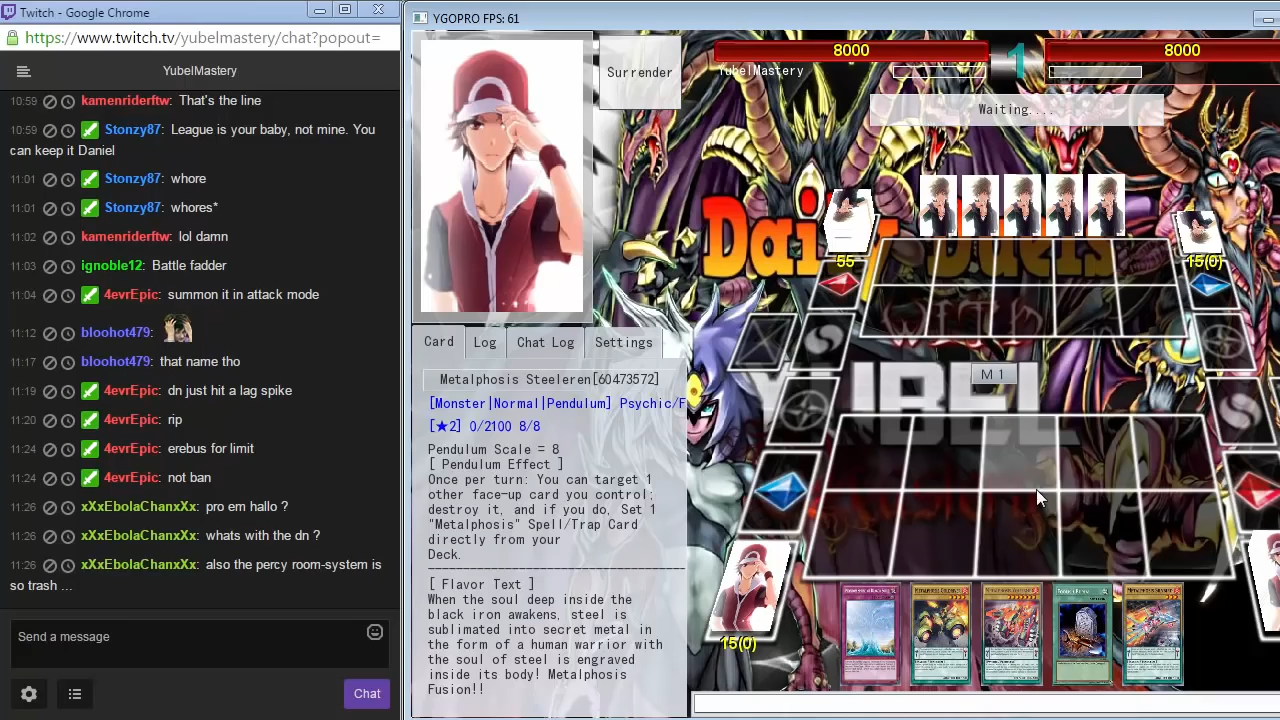 Twitch - Google Chrome
https://www.twitch.tv/yubelmastery/chat?popout=
YubelMastery
10:59 kamenriderftw: That's the line
10:59 Stonzy87: League is your baby, not mine. You
can keep it Daniel
11:01 Stonzy87: whore
11:01 Stonzy87: whores*
11:02 kamenriderftw: lol damn
11:03 ignoble12: Battle fadder
11:04 4evrEpic: summon it in attack mode
11:12 bloohot479:
11:17 bloohot479: that name tho
11:19 4evrEpic: dn just hit a lag spike
11:20 4evrEpic: rip
11:24 4evrEpic: erebus for limit
11:24 4evrEpic: not ban
11:26 xXxEbolaChanxXx: pro em hallo ?
11:26 xXxEbolaChanxXx: whats with the dn ?
11:26 xXxEbolaChanxXx: also the percy room-system is
so trash ...
Send a message
Chat
YGOPRO FPS: 61
Surrender
8000
1
8000
YubelMastery
Waiting....
55
15(0)
M 1
15(0)
Card
Log
Chat Log
Settings
Metalphosis Steeleren[60473572]
[Monster|Normal|Pendulum] Psychic/F
[★2] 0/2100 8/8
Pendulum Scale = 8
[ Pendulum Effect ]
Once per turn: You can target 1
other face-up card you control;
destroy it, and if you do, Set 1
"Metalphosis" Spell/Trap Card
directly from your
Deck.
[ Flavor Text ]
When the soul deep inside the
black iron awakens, steel is
sublimated into secret metal in
the form of a human warrior with
the soul of steel is engraved